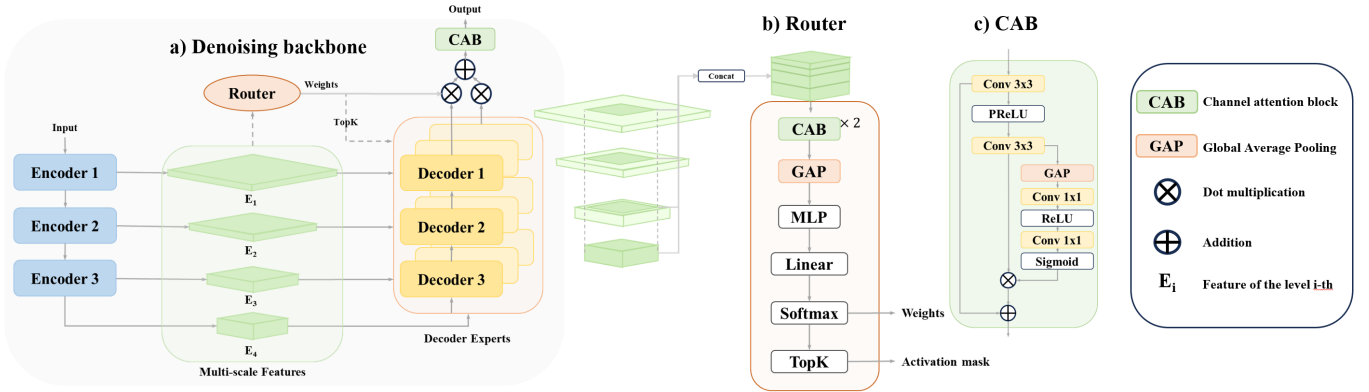 a) Denoising backbone
Output
CAB
Router
Weights
TopK
Input
Encoder 1
Encoder 2
Encoder 3
E1
E2
E3
E4
Multi-scale Features
Decoder 1
Decoder 2
Decoder 3
Decoder Experts
b) Router
Concat
CAB × 2
GAP
MLP
Linear
Softmax
Weights
TopK
Activation mask
c) CAB
Conv 3x3
PReLU
Conv 3x3
GAP
Conv 1x1
ReLU
Conv 1x1
Sigmoid
CAB Channel attention block
GAP Global Average Pooling
Dot multiplication
Addition
Ei Feature of the level i-th